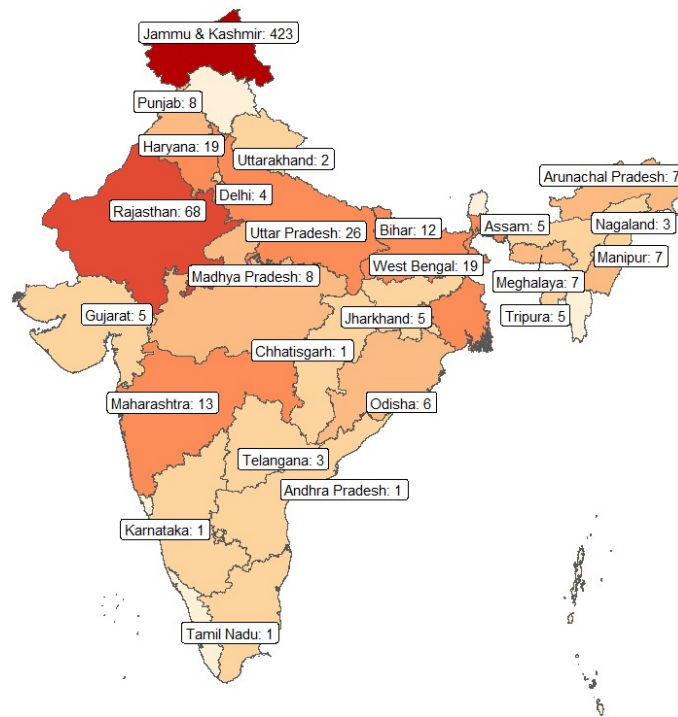 Jammu & Kashmir: 423
Punjab: 8
Haryana: 19
Uttarakhand: 2
Arunachal Pradesh: 7
Delhi: 4
Rajasthan: 68
Uttar Pradesh: 26
Bihar: 12
Assam: 5
Nagaland: 3
Manipur: 7
West Bengal: 19
Madhya Pradesh: 8
Meghalaya: 7
Gujarat: 5
Jharkhand: 5
Tripura: 5
Chhatisgarh: 1
Maharashtra: 13
Odisha: 6
Telangana: 3
Andhra Pradesh: 1
Karnataka: 1
Tamil Nadu: 1